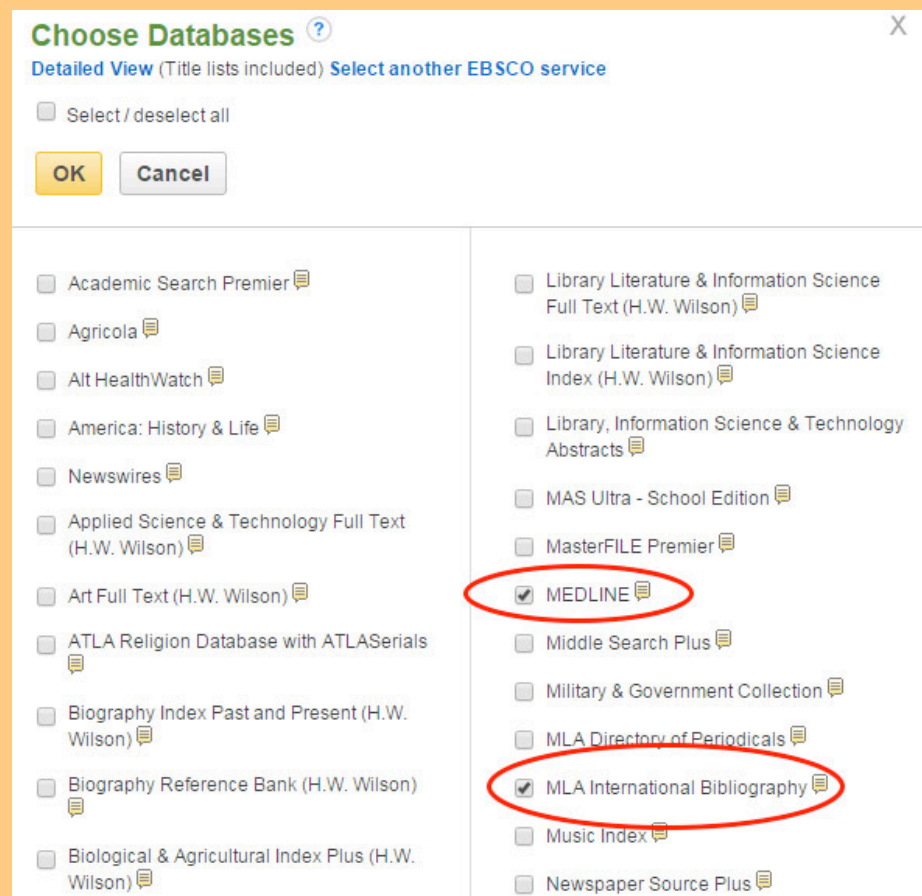 Choose Databases ?
X
Detailed View (Title lists included) Select another EBSCO service
Select / deselect all
OK Cancel
Academic Search Premier
Agricola
Alt HealthWatch
America: History & Life
Newswires
Applied Science & Technology Full Text
(H.W. Wilson)
Art Full Text (H.W. Wilson)
ATLA Religion Database with ATLASerials
Biography Index Past and Present (H.W.
Wilson)
Biography Reference Bank (H.W. Wilson)
Biological & Agricultural Index Plus (H.W.
Wilson)
Library Literature & Information Science
Full Text (H.W. Wilson)
Library Literature & Information Science
Index (H.W. Wilson)
Library, Information Science & Technology
Abstracts
MAS Ultra - School Edition
MasterFILE Premier
MEDLINE
Middle Search Plus
Military & Government Collection
MLA Directory of Periodicals
MLA International Bibliography
Music Index
Newspaper Source Plus